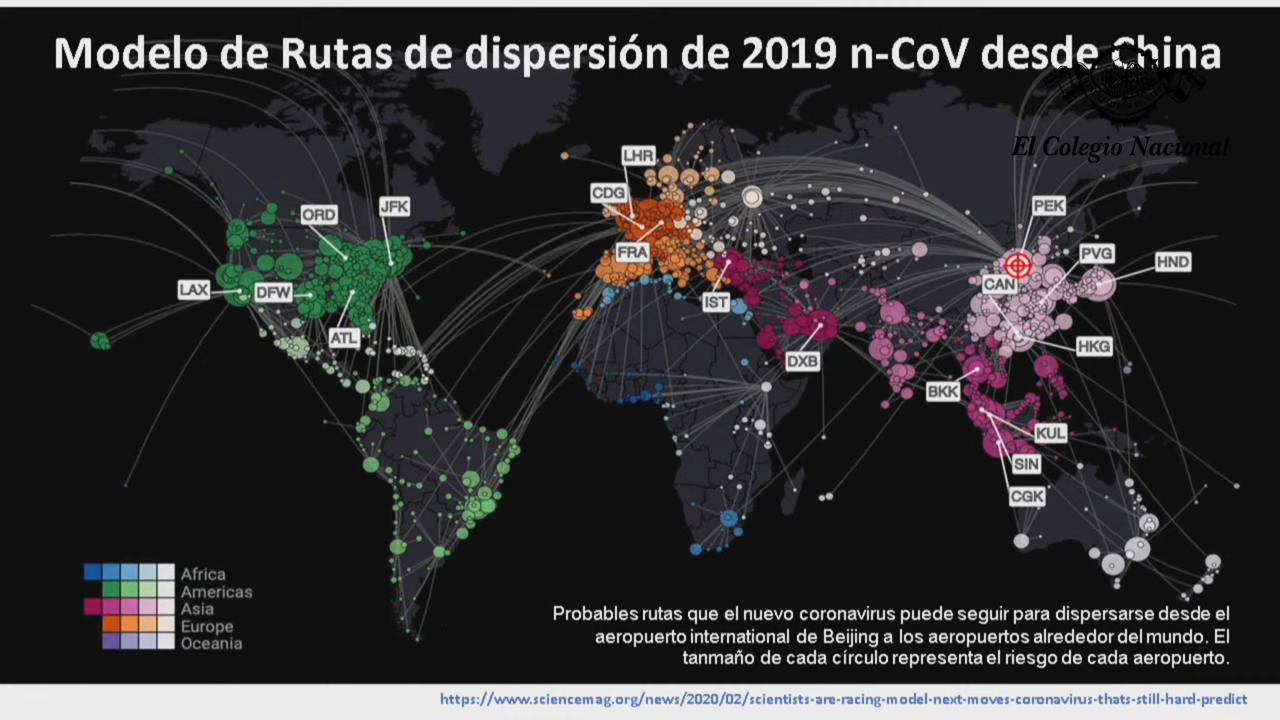 Modelo de Rutas de dispersión de 2019 n-CoV desde China
El Colegio Nacional
LHR
CDG
JFK
ORD
PEK
FRA
PVG
HND
LAX
DFW
CAN
IST
ATL
HKG
DXB
BKK
KUL
SIN
CGK
Africa
Americas
Asia
Europe
Oceania
Probables rutas que el nuevo coronavirus puede seguir para dispersarse desde el
aeropuerto international de Beijing a los aeropuertos alrededor del mundo. El
tanmaño de cada círculo representa el riesgo de cada aeropuerto.
https://www.sciencemag.org/news/2020/02/scientists-are-racing-model-next-moves-coronavirus-thats-still-hard-predict